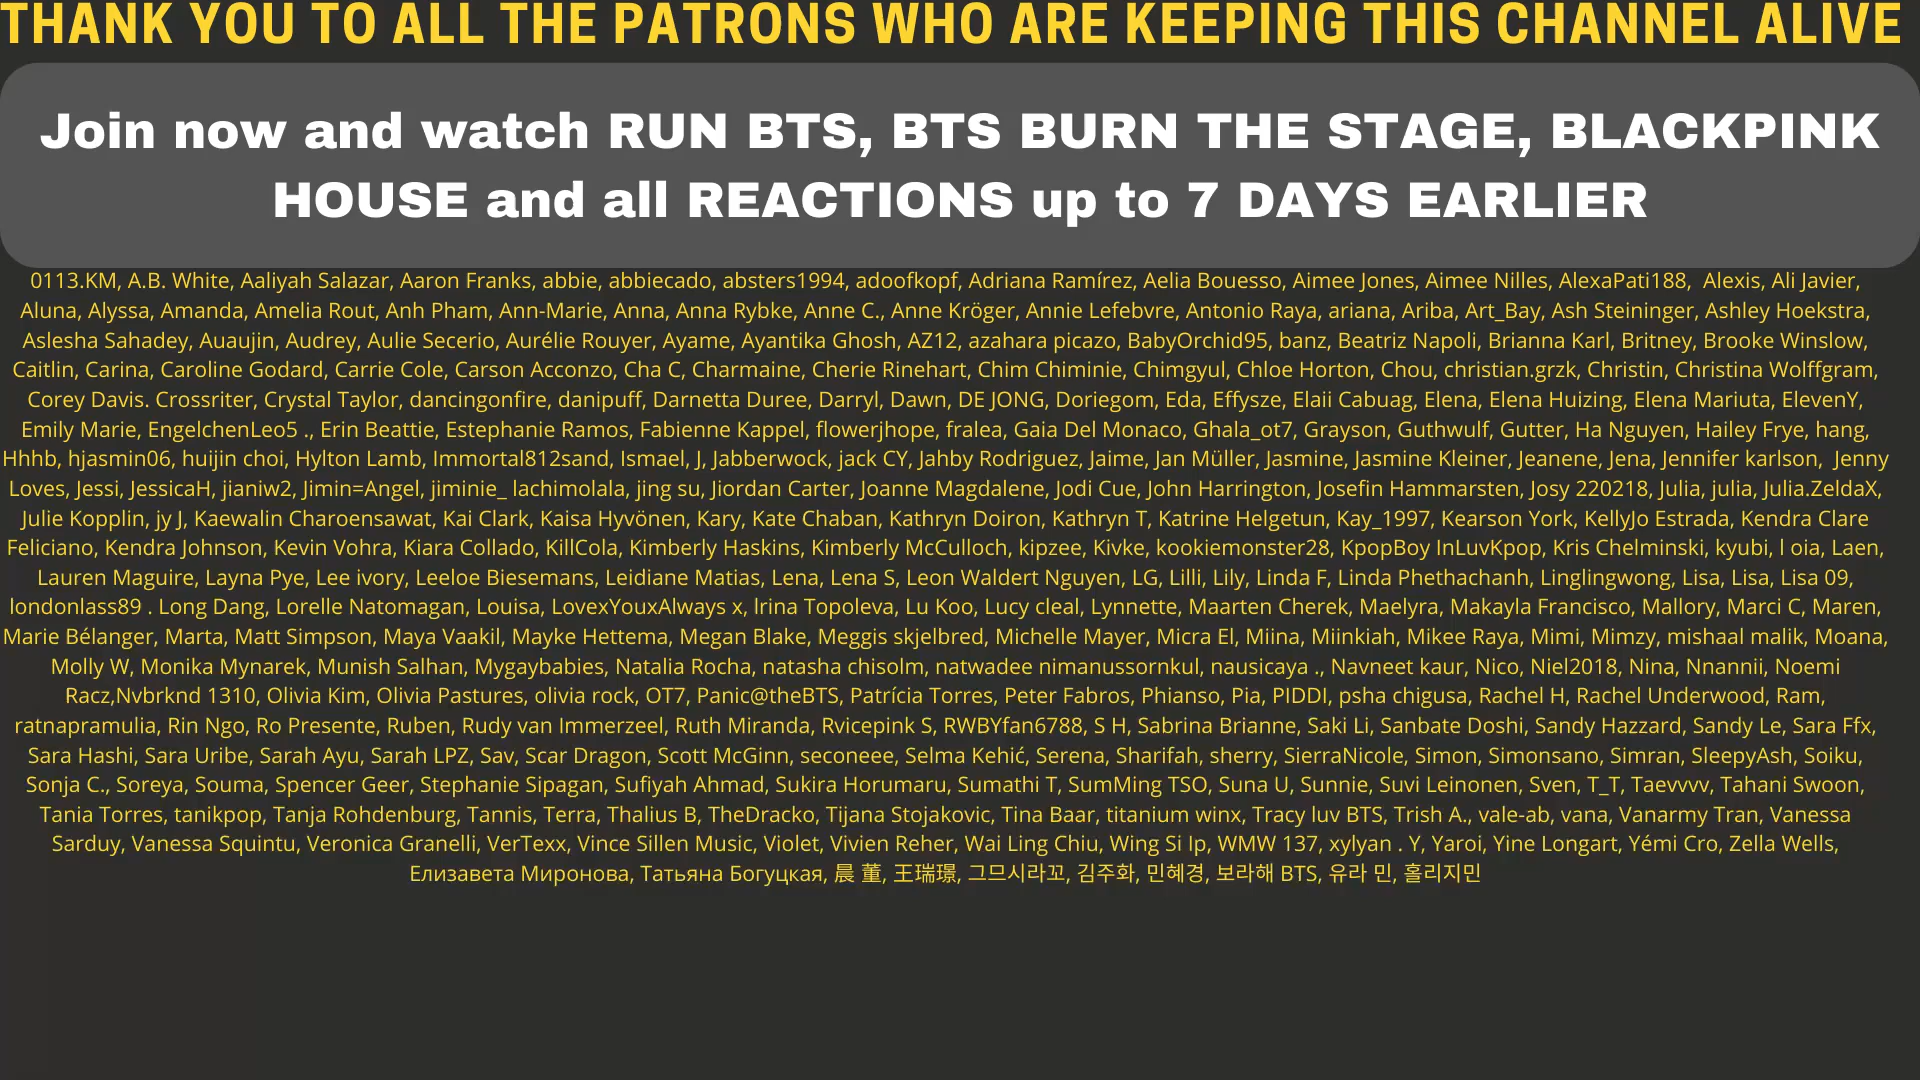 THANK YOU TO ALL THE PATRONS WHO ARE KEEPING THIS CHANNEL ALIVE
Join now and watch RUN BTS, BTS BURN THE STAGE, BLACKPINK
HOUSE and all REACTIONS up to 7 DAYS EARLIER
0113.KM, A.B. White, Aaliyah Salazar, Aaron Franks, abbie, abbiecado, absters1994, adoofkopf, Adriana Ramírez, Aelia Bouesso, Aimee Jones, Aimee Nilles, AlexaPati188,  Alexis, Ali Javier,
Aluna, Alyssa, Amanda, Amelia Rout, Anh Pham, Ann-Marie, Anna, Anna Rybke, Anne C., Anne Kröger, Annie Lefebvre, Antonio Raya, ariana, Ariba, Art_Bay, Ash Steininger, Ashley Hoekstra,
Aslesha Sahadey, Auaujin, Audrey, Aulie Secerio, Aurélie Rouyer, Ayame, Ayantika Ghosh, AZ12, azahara picazo, BabyOrchid95, banz, Beatriz Napoli, Brianna Karl, Britney, Brooke Winslow,
Caitlin, Carina, Caroline Godard, Carrie Cole, Carson Acconzo, Cha C, Charmaine, Cherie Rinehart, Chim Chiminie, Chimgyul, Chloe Horton, Chou, christian.grzk, Christin, Christina Wolffgram,
Corey Davis. Crossriter, Crystal Taylor, dancingonfire, danipuff, Darnetta Duree, Darryl, Dawn, DE JONG, Doriegom, Eda, Effysze, Elaii Cabuag, Elena, Elena Huizing, Elena Mariuta, ElevenY,
Emily Marie, EngelchenLeo5 ., Erin Beattie, Estephanie Ramos, Fabienne Kappel, flowerjhope, fralea, Gaia Del Monaco, Ghala_ot7, Grayson, Guthwulf, Gutter, Ha Nguyen, Hailey Frye, hang,
Hhhb, hjasmin06, huijin choi, Hylton Lamb, Immortal812sand, Ismael, J, Jabberwock, jack CY, Jahby Rodriguez, Jaime, Jan Müller, Jasmine, Jasmine Kleiner, Jeanene, Jena, Jennifer karlson,  Jenny
Loves, Jessi, JessicaH, jianiw2, Jimin=Angel, jiminie_ lachimolala, jing su, Jiordan Carter, Joanne Magdalene, Jodi Cue, John Harrington, Josefin Hammarsten, Josy 220218, Julia, julia, Julia.ZeldaX,
Julie Kopplin, jy J, Kaewalin Charoensawat, Kai Clark, Kaisa Hyvönen, Kary, Kate Chaban, Kathryn Doiron, Kathryn T, Katrine Helgetun, Kay_1997, Kearson York, KellyJo Estrada, Kendra Clare
Feliciano, Kendra Johnson, Kevin Vohra, Kiara Collado, KillCola, Kimberly Haskins, Kimberly McCulloch, kipzee, Kivke, kookiemonster28, KpopBoy InLuvKpop, Kris Chelminski, kyubi, l oia, Laen,
Lauren Maguire, Layna Pye, Lee ivory, Leeloe Biesemans, Leidiane Matias, Lena, Lena S, Leon Waldert Nguyen, LG, Lilli, Lily, Linda F, Linda Phethachanh, Linglingwong, Lisa, Lisa, Lisa 09,
londonlass89 . Long Dang, Lorelle Natomagan, Louisa, LovexYouxAlways x, lrina Topoleva, Lu Koo, Lucy cleal, Lynnette, Maarten Cherek, Maelyra, Makayla Francisco, Mallory, Marci C, Maren,
Marie Bélanger, Marta, Matt Simpson, Maya Vaakil, Mayke Hettema, Megan Blake, Meggis skjelbred, Michelle Mayer, Micra El, Miina, Miinkiah, Mikee Raya, Mimi, Mimzy, mishaal malik, Moana,
Molly W, Monika Mynarek, Munish Salhan, Mygaybabies, Natalia Rocha, natasha chisolm, natwadee nimanussornkul, nausicaya ., Navneet kaur, Nico, Niel2018, Nina, Nnannii, Noemi
Racz,Nvbrknd 1310, Olivia Kim, Olivia Pastures, olivia rock, OT7, Panic@theBTS, Patrícia Torres, Peter Fabros, Phianso, Pia, PIDDI, psha chigusa, Rachel H, Rachel Underwood, Ram,
ratnapramulia, Rin Ngo, Ro Presente, Ruben, Rudy van Immerzeel, Ruth Miranda, Rvicepink S, RWBYfan6788, S H, Sabrina Brianne, Saki Li, Sanbate Doshi, Sandy Hazzard, Sandy Le, Sara Ffx,
Sara Hashi, Sara Uribe, Sarah Ayu, Sarah LPZ, Sav, Scar Dragon, Scott McGinn, seconeee, Selma Kehić, Serena, Sharifah, sherry, SierraNicole, Simon, Simonsano, Simran, SleepyAsh, Soiku,
Sonja C., Soreya, Souma, Spencer Geer, Stephanie Sipagan, Sufiyah Ahmad, Sukira Horumaru, Sumathi T, SumMing TSO, Suna U, Sunnie, Suvi Leinonen, Sven, T_T, Taevvvv, Tahani Swoon,
Tania Torres, tanikpop, Tanja Rohdenburg, Tannis, Terra, Thalius B, TheDracko, Tijana Stojakovic, Tina Baar, titanium winx, Tracy luv BTS, Trish A., vale-ab, vana, Vanarmy Tran, Vanessa
Sarduy, Vanessa Squintu, Veronica Granelli, VerTexx, Vince Sillen Music, Violet, Vivien Reher, Wai Ling Chiu, Wing Si Ip, WMW 137, xylyan . Y, Yaroi, Yine Longart, Yémi Cro, Zella Wells,
Елизавета Миронова, Татьяна Богуцкая, 晨 董, 王瑞璟, 그므시라꼬, 김주화, 민혜경, 보라해 BTS, 유라 민, 홀리지민